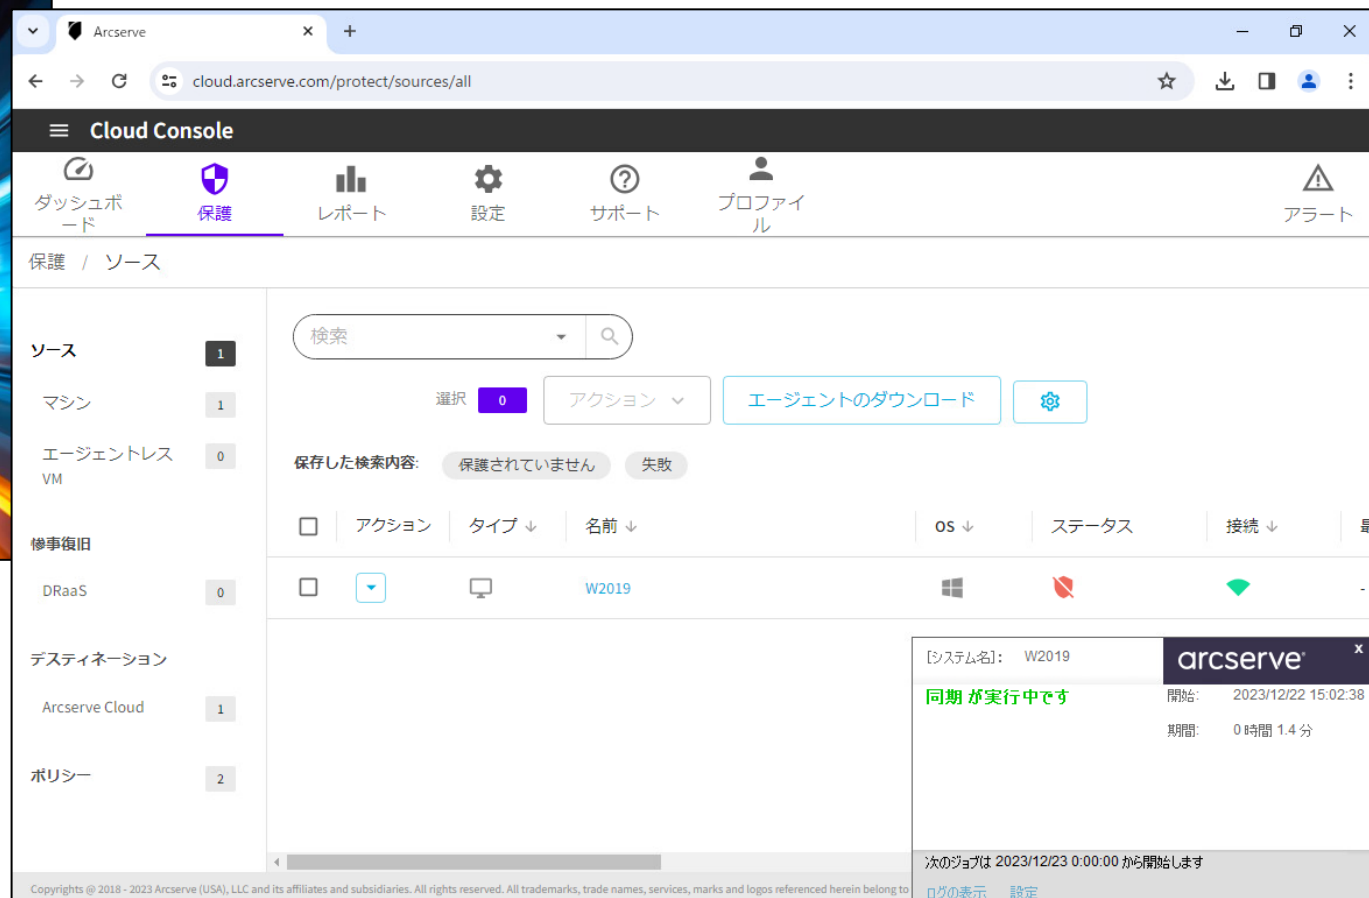 Arcserve
cloud.arcserve.com/protect/sources/all
Cloud Console
ダッシュボ
ード
保護
レポート
設定
サポート
プロファイ
ル
アラート
保護 / ソース
ソース 1
マシン 1
エージェントレス
VM 0
惨事復旧
DRaaS 0
デスティネーション
Arcserve Cloud 1
ポリシー 2
検索
選択 0 アクション エージェントのダウンロード
保存した検索内容: 保護されていません 失敗
アクション タイプ 名前 OS ステータス 接続
W2019 -
[システム名]: W2019 arcserve x
同期 が実行中です 開始: 2023/12/22 15:02:38
期間: 0 時間 1.4 分
次のジョブは 2023/12/23 0:00:00 から開始します
ログの表示 設定
Copyrights @ 2018 - 2023 Arcserve (USA), LLC and its affiliates and subsidiaries. All rights reserved. All trademarks, trade names, services, marks and logos referenced herein belong to